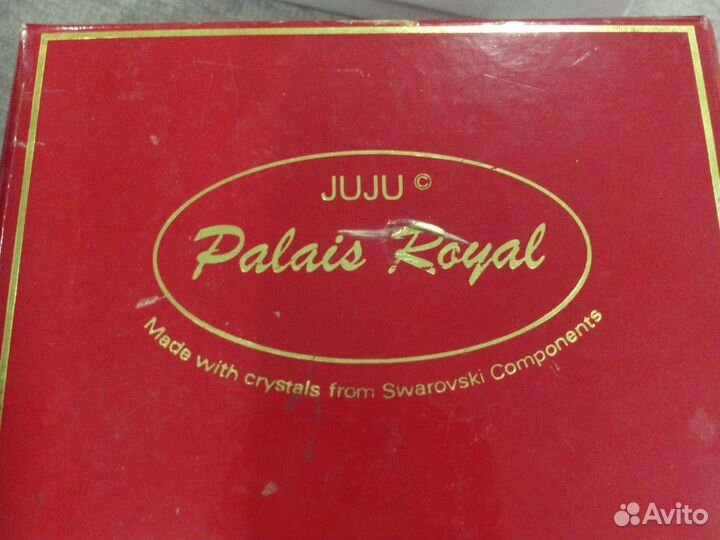 JUJU ©
Palais Royal
Made with crystals from Swarovski Components
Avito